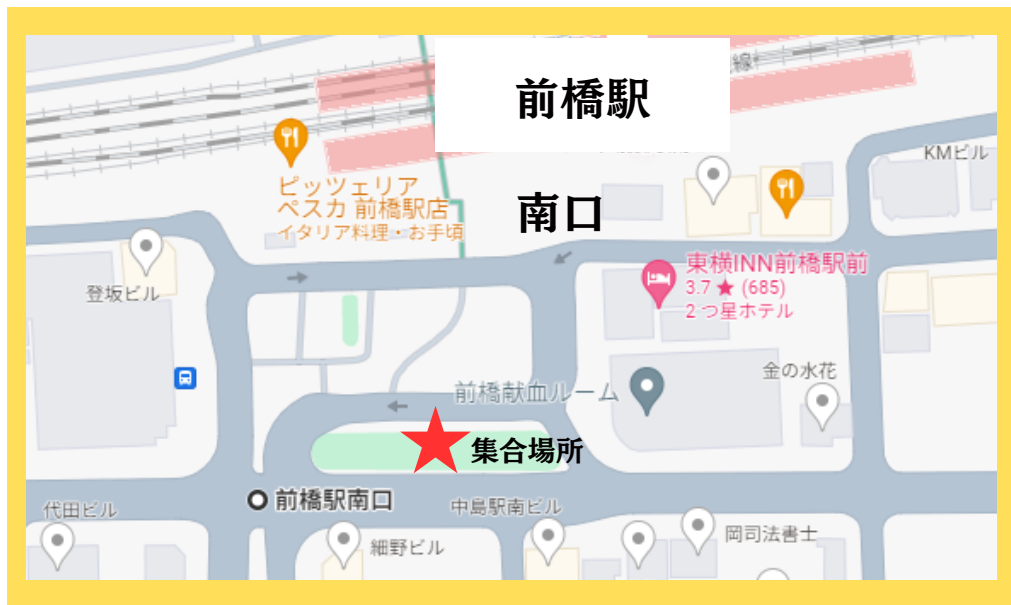 前橋駅
線
KMビル
ピッツェリア
ペスカ 前橋駅店
イタリア料理・お手頃
南口
登坂ビル
東横INN前橋駅前
3.7 ★ (685)
2 つ星ホテル
金の水花
前橋献血ルーム
集合場所
前橋駅南口
代田ビル
中島駅南ビル
細野ビル
岡司法書士